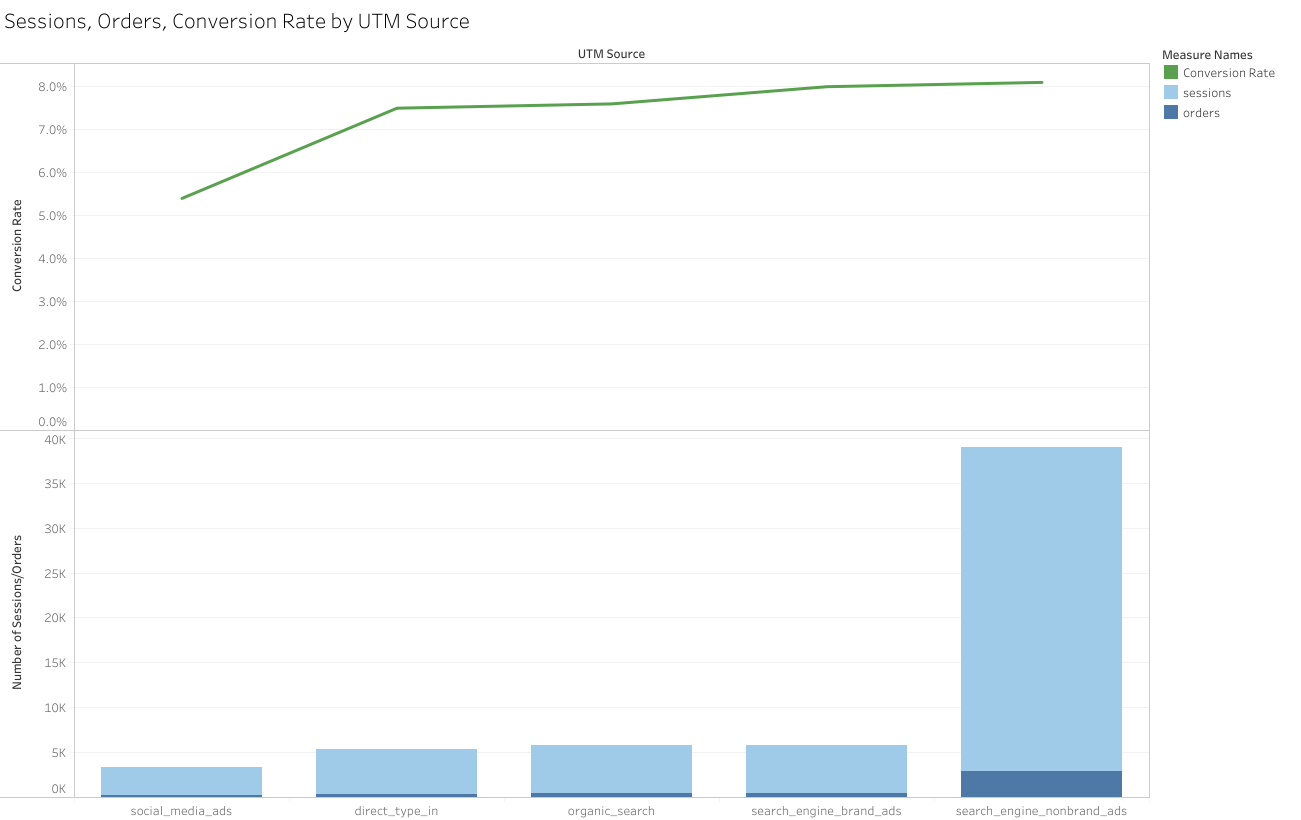 Sessions, Orders, Conversion Rate by UTM Source
UTM Source
Measure Names
Conversion Rate
sessions
orders
Conversion Rate
8.0%
7.0%
6.0%
5.0%
4.0%
3.0%
2.0%
1.0%
0.0%
Number of Sessions/Orders
40K
35K
30K
25K
20K
15K
10K
5K
0K
social_media_ads direct_type_in organic_search search_engine_brand_ads search_engine_nonbrand_ads